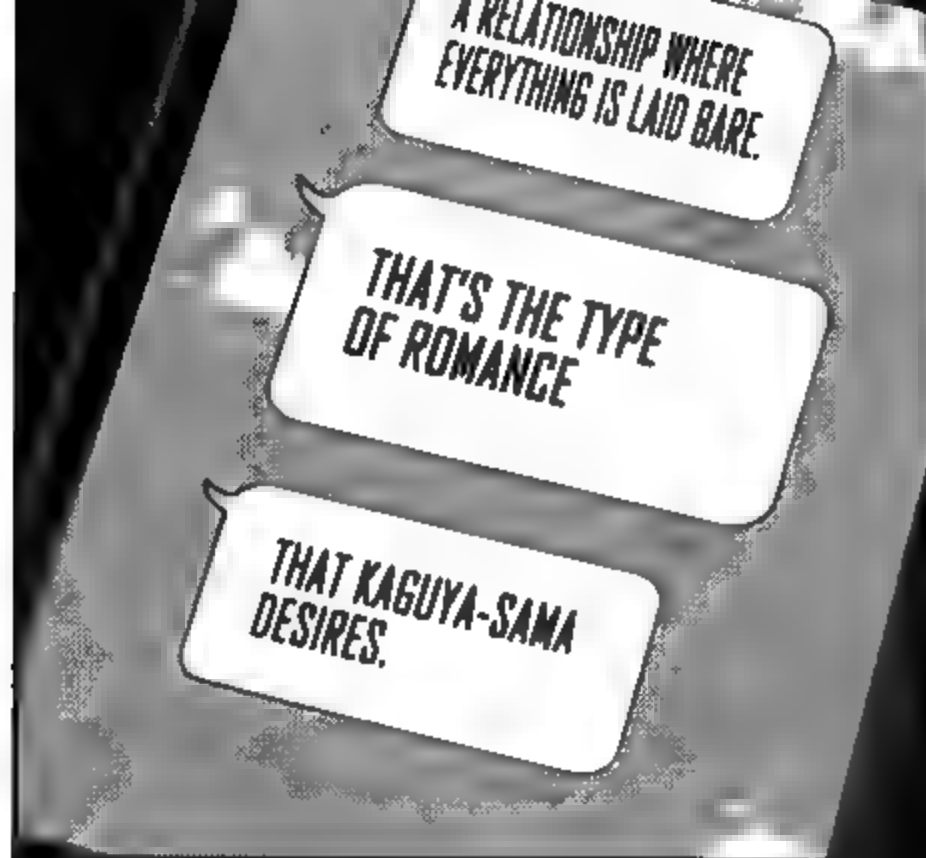 A RELATIONSHIP WHERE
EVERYTHING IS LAID BARE.
THAT'S THE TYPE
OF ROMANCE
THAT KAGUYA-SAMA
DESIRES.